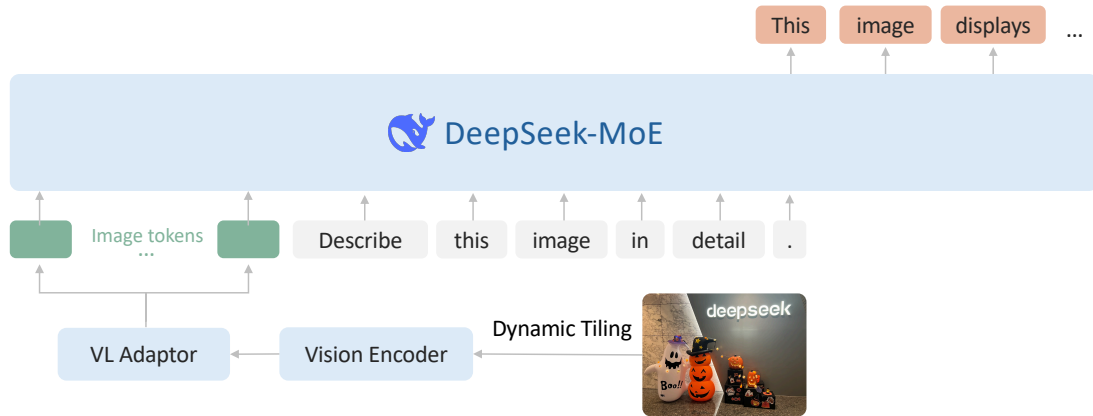 This image displays ...
DeepSeek-MoE
Image tokens
...
Describe this image in detail .
Dynamic Tiling
deepseek
VL Adaptor Vision Encoder
Boo!!